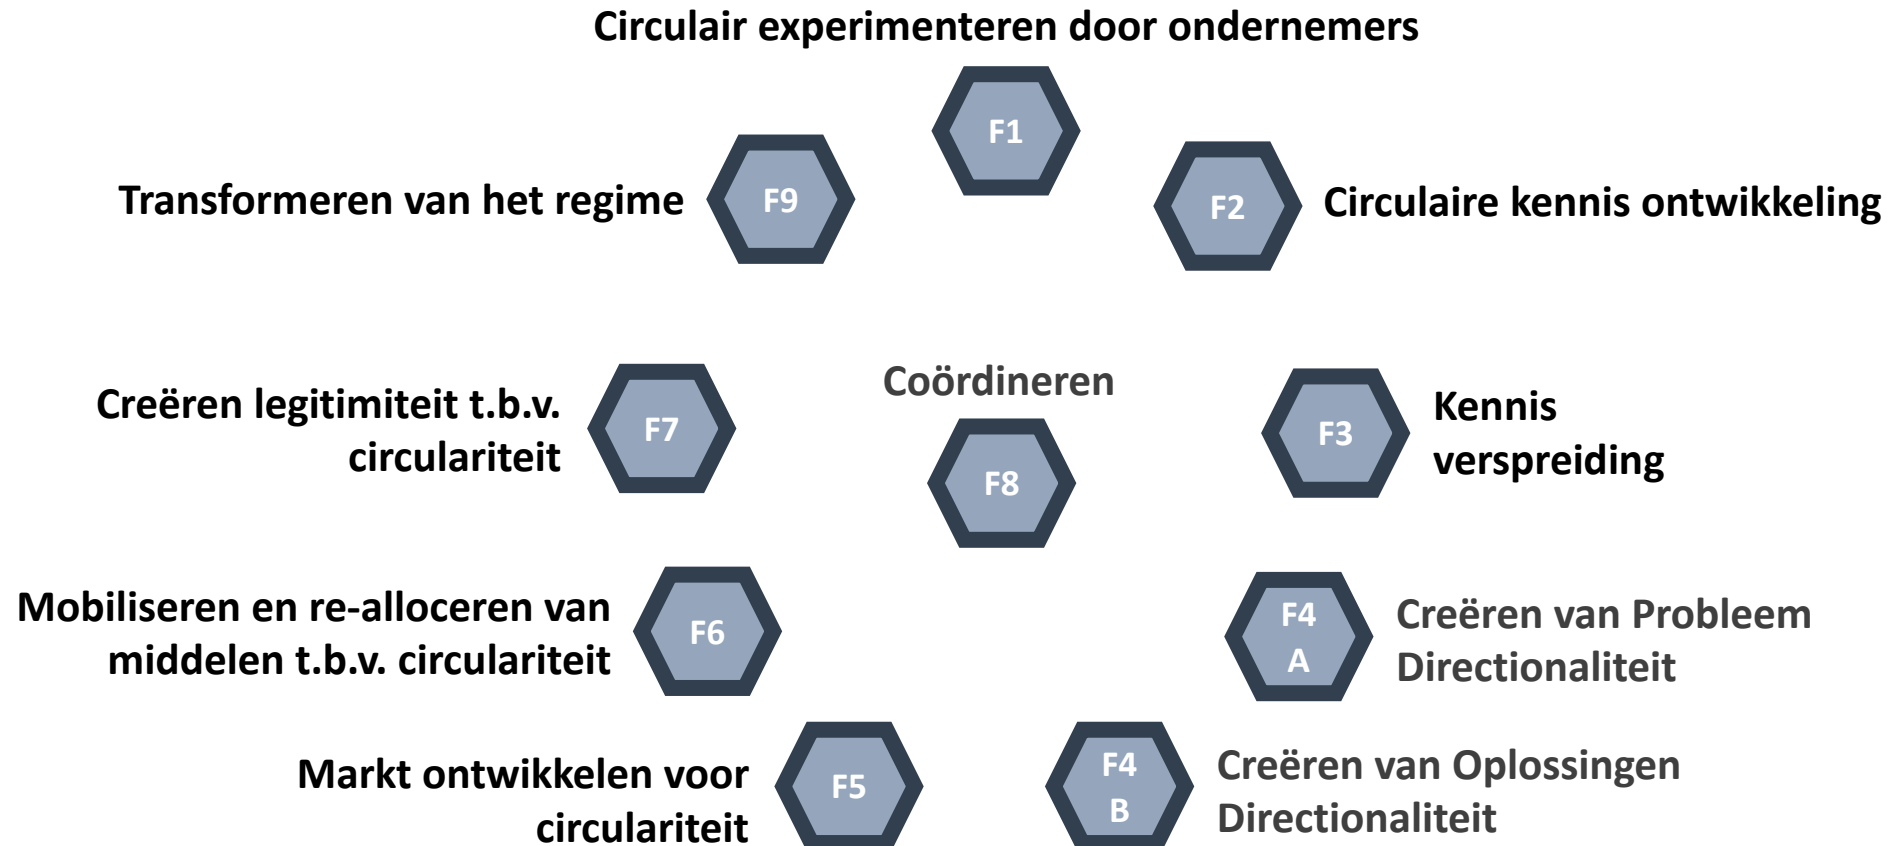 Circulair experimenteren door ondernemers
F1
F9
Transformeren van het regime
F2
Circulaire kennis ontwikkeling
Creëren legitimiteit t.b.v.
circulariteit
F7
Coördineren
F8
F3
Kennis
verspreiding
Mobiliseren en re-alloceren van
middelen t.b.v. circulariteit
F6
F4
A
Creëren van Probleem
Directionaliteit
Markt ontwikkelen voor
circulariteit
F5
F4
B
Creëren van Oplossingen
Directionaliteit